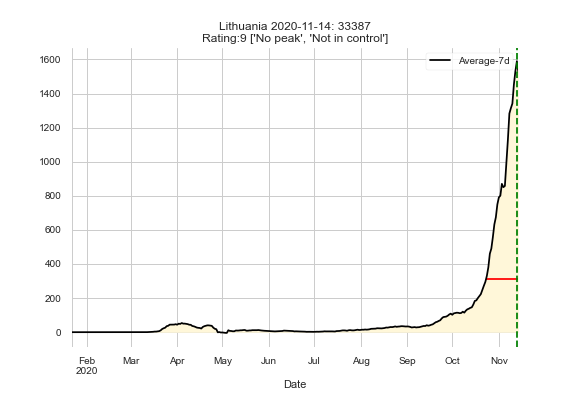 Lithuania 2020-11-14: 33387
Rating:9 ['No peak', 'Not in control']
Average-7d
1600
1400
1200
1000
800
600
400
200
0
Feb Mar Apr May Jun Jul Aug Sep Oct Nov
2020
Date